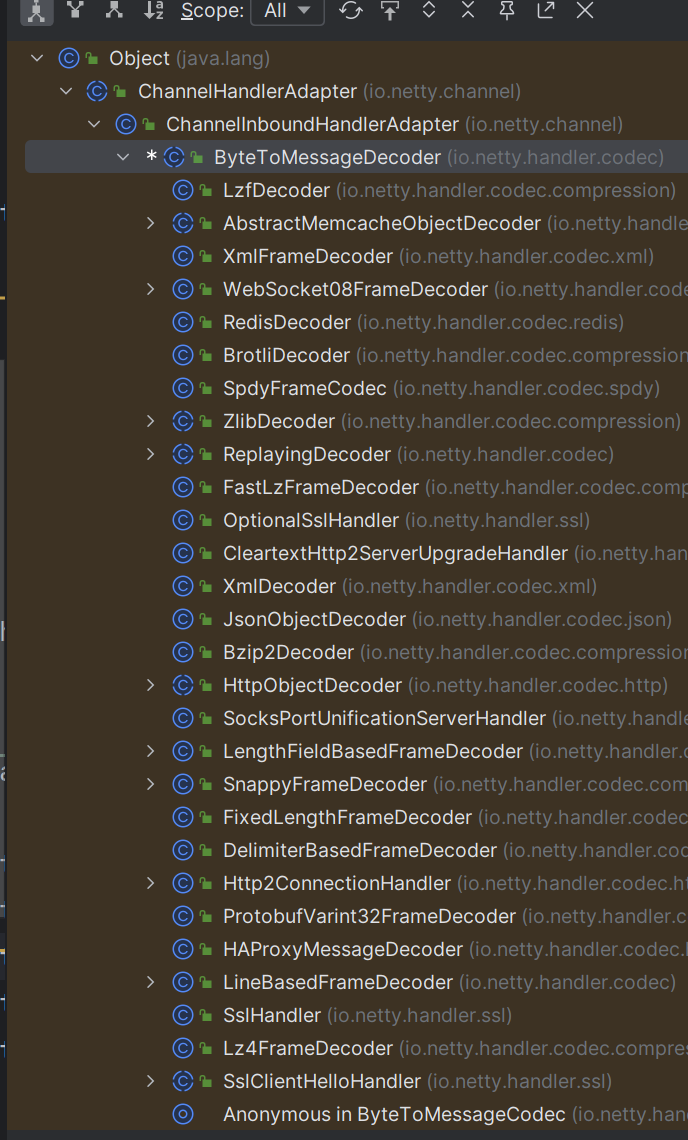 Scope: All
Object (java.lang)
ChannelHandlerAdapter (io.netty.channel)
ChannelInboundHandlerAdapter (io.netty.channel)
* ByteToMessageDecoder (io.netty.handler.codec)
LzfDecoder (io.netty.handler.codec.compression)
AbstractMemcacheObjectDecoder (io.netty.handle
XmlFrameDecoder (io.netty.handler.codec.xml)
WebSocket08FrameDecoder (io.netty.handler.code
RedisDecoder (io.netty.handler.codec.redis)
BrotliDecoder (io.netty.handler.codec.compression
SpdyFrameCodec (io.netty.handler.codec.spdy)
ZlibDecoder (io.netty.handler.codec.compression)
ReplayingDecoder (io.netty.handler.codec)
FastLzFrameDecoder (io.netty.handler.codec.comp
OptionalSslHandler (io.netty.handler.ssl)
CleartextHttp2ServerUpgradeHandler (io.netty.han
XmlDecoder (io.netty.handler.codec.xml)
JsonObjectDecoder (io.netty.handler.codec.json)
Bzip2Decoder (io.netty.handler.codec.compression
HttpObjectDecoder (io.netty.handler.codec.http)
SocksPortUnificationServerHandler (io.netty.handle
LengthFieldBasedFrameDecoder (io.netty.handler.c
SnappyFrameDecoder (io.netty.handler.codec.com
FixedLengthFrameDecoder (io.netty.handler.codec
DelimiterBasedFrameDecoder (io.netty.handler.coc
Http2ConnectionHandler (io.netty.handler.codec.ht
ProtobufVarint32FrameDecoder (io.netty.handler.c
HAProxyMessageDecoder (io.netty.handler.codec.
LineBasedFrameDecoder (io.netty.handler.codec)
SslHandler (io.netty.handler.ssl)
Lz4FrameDecoder (io.netty.handler.codec.compres
SslClientHelloHandler (io.netty.handler.ssl)
Anonymous in ByteToMessageCodec (io.netty.han